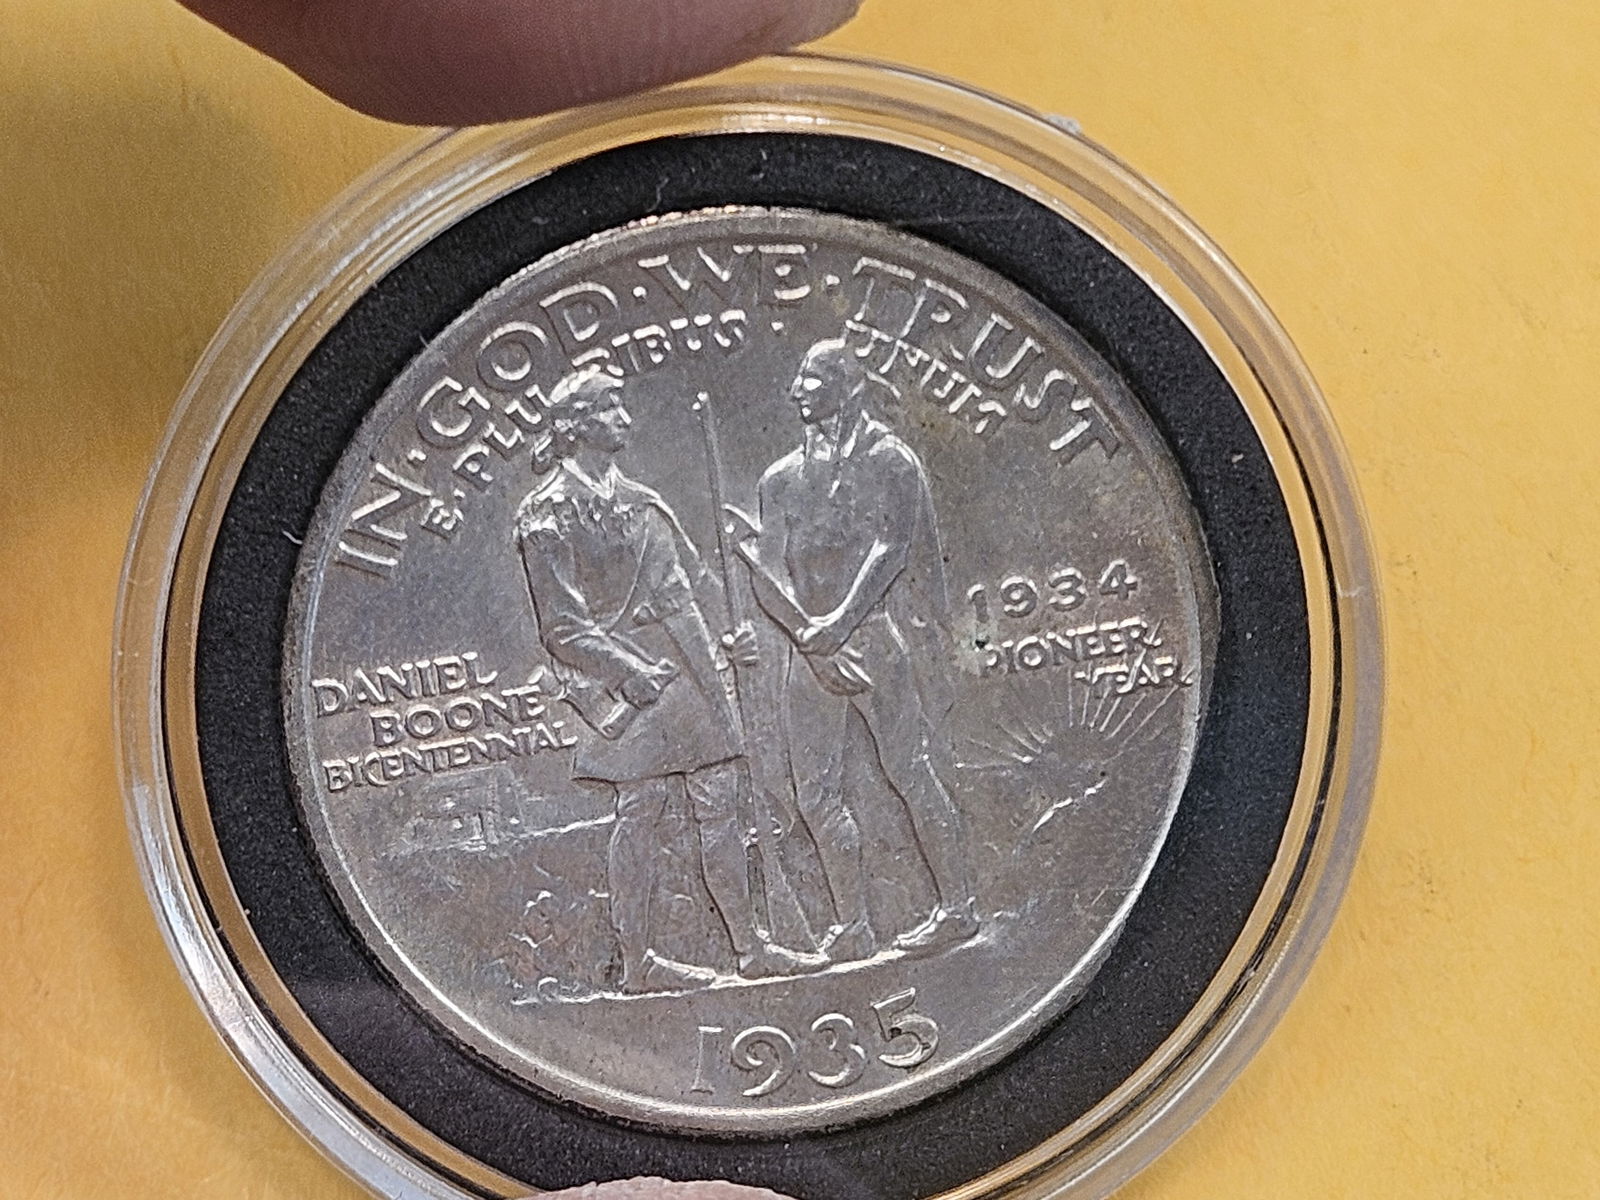 IN·GOD·WE·TRUST
E·PLURIBUS·UNUM
1934
PIONEER
YEAR
DANIEL
BOONE
BICENTENNIAL
1935